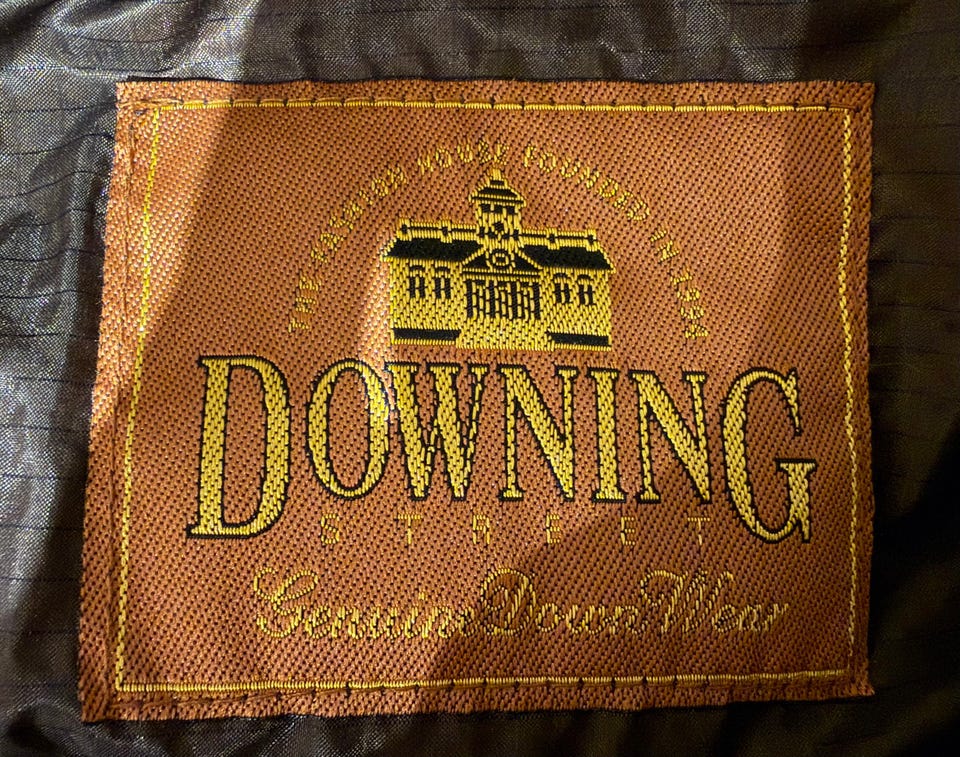 THE FASHION HOUSE FOUNDED IN 1994
DOWNING
STREET
Genuine Down Wear